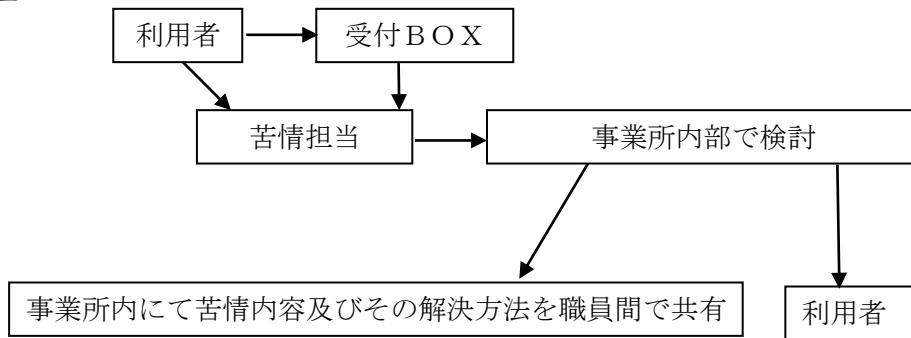 利用者
受付ＢＯＸ
苦情担当
事業所内部で検討
事業所内にて苦情内容及びその解決方法を職員間で共有
利用者